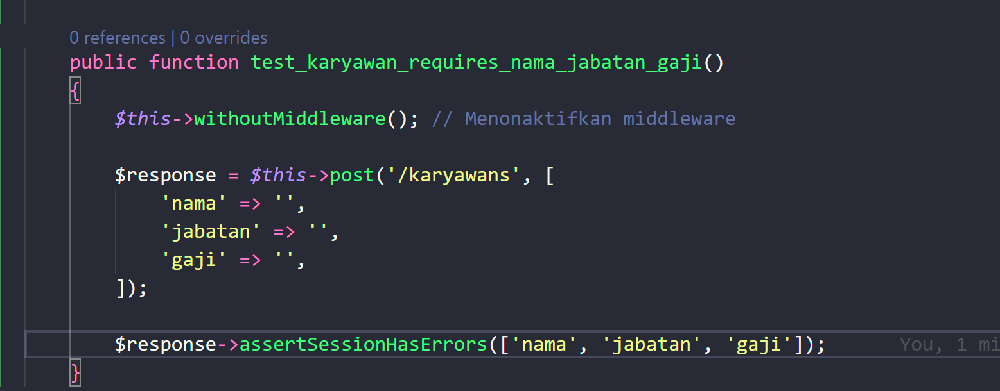 0 references | 0 overrides
public function test_karyawan_requires_nama_jabatan_gaji()
{
$this->withoutMiddleware(); // Menonaktifkan middleware
$response = $this->post('/karyawans', [
'nama' => '',
'jabatan' => '',
'gaji' => '',
]);
$response->assertSessionHasErrors(['nama', 'jabatan', 'gaji']); You, 1 mi
}